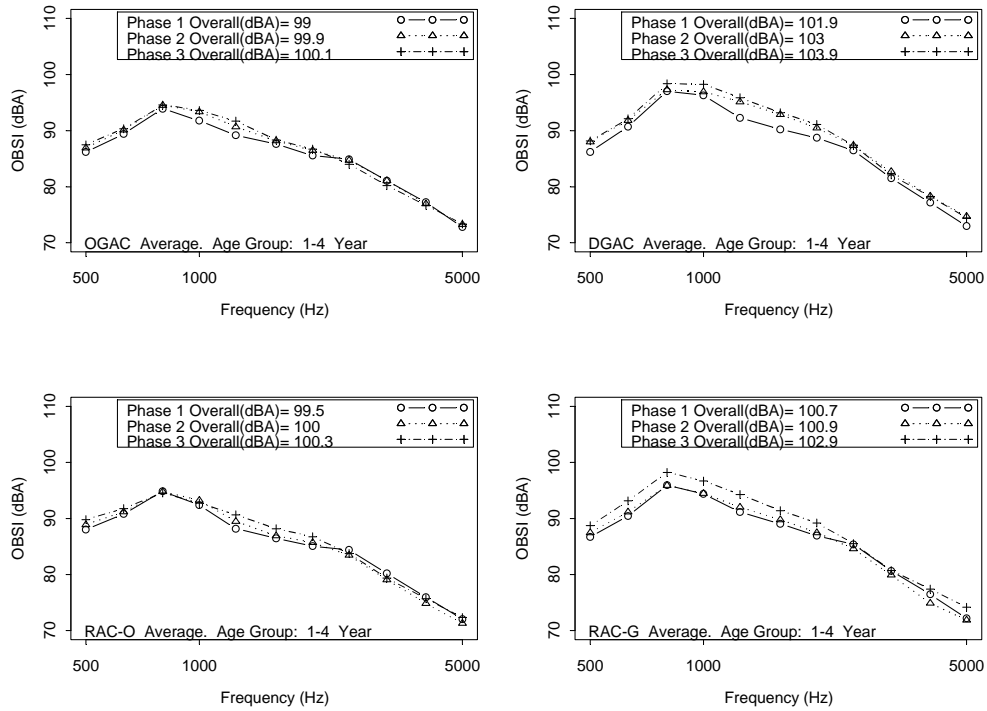 Phase 1 Overall(dBA)= 99
Phase 2 Overall(dBA)= 99.9
Phase 3 Overall(dBA)= 100.1
110
100
90
80
70
OBSI (dBA)
OGAC Average. Age Group: 1-4 Year
500 1000 5000
Frequency (Hz)
Phase 1 Overall(dBA)= 101.9
Phase 2 Overall(dBA)= 103
Phase 3 Overall(dBA)= 103.9
110
100
90
80
70
OBSI (dBA)
DGAC Average. Age Group: 1-4 Year
500 1000 5000
Frequency (Hz)
Phase 1 Overall(dBA)= 99.5
Phase 2 Overall(dBA)= 100
Phase 3 Overall(dBA)= 100.3
110
100
90
80
70
OBSI (dBA)
RAC-O Average. Age Group: 1-4 Year
500 1000 5000
Frequency (Hz)
Phase 1 Overall(dBA)= 100.7
Phase 2 Overall(dBA)= 100.9
Phase 3 Overall(dBA)= 102.9
110
100
90
80
70
OBSI (dBA)
RAC-G Average. Age Group: 1-4 Year
500 1000 5000
Frequency (Hz)